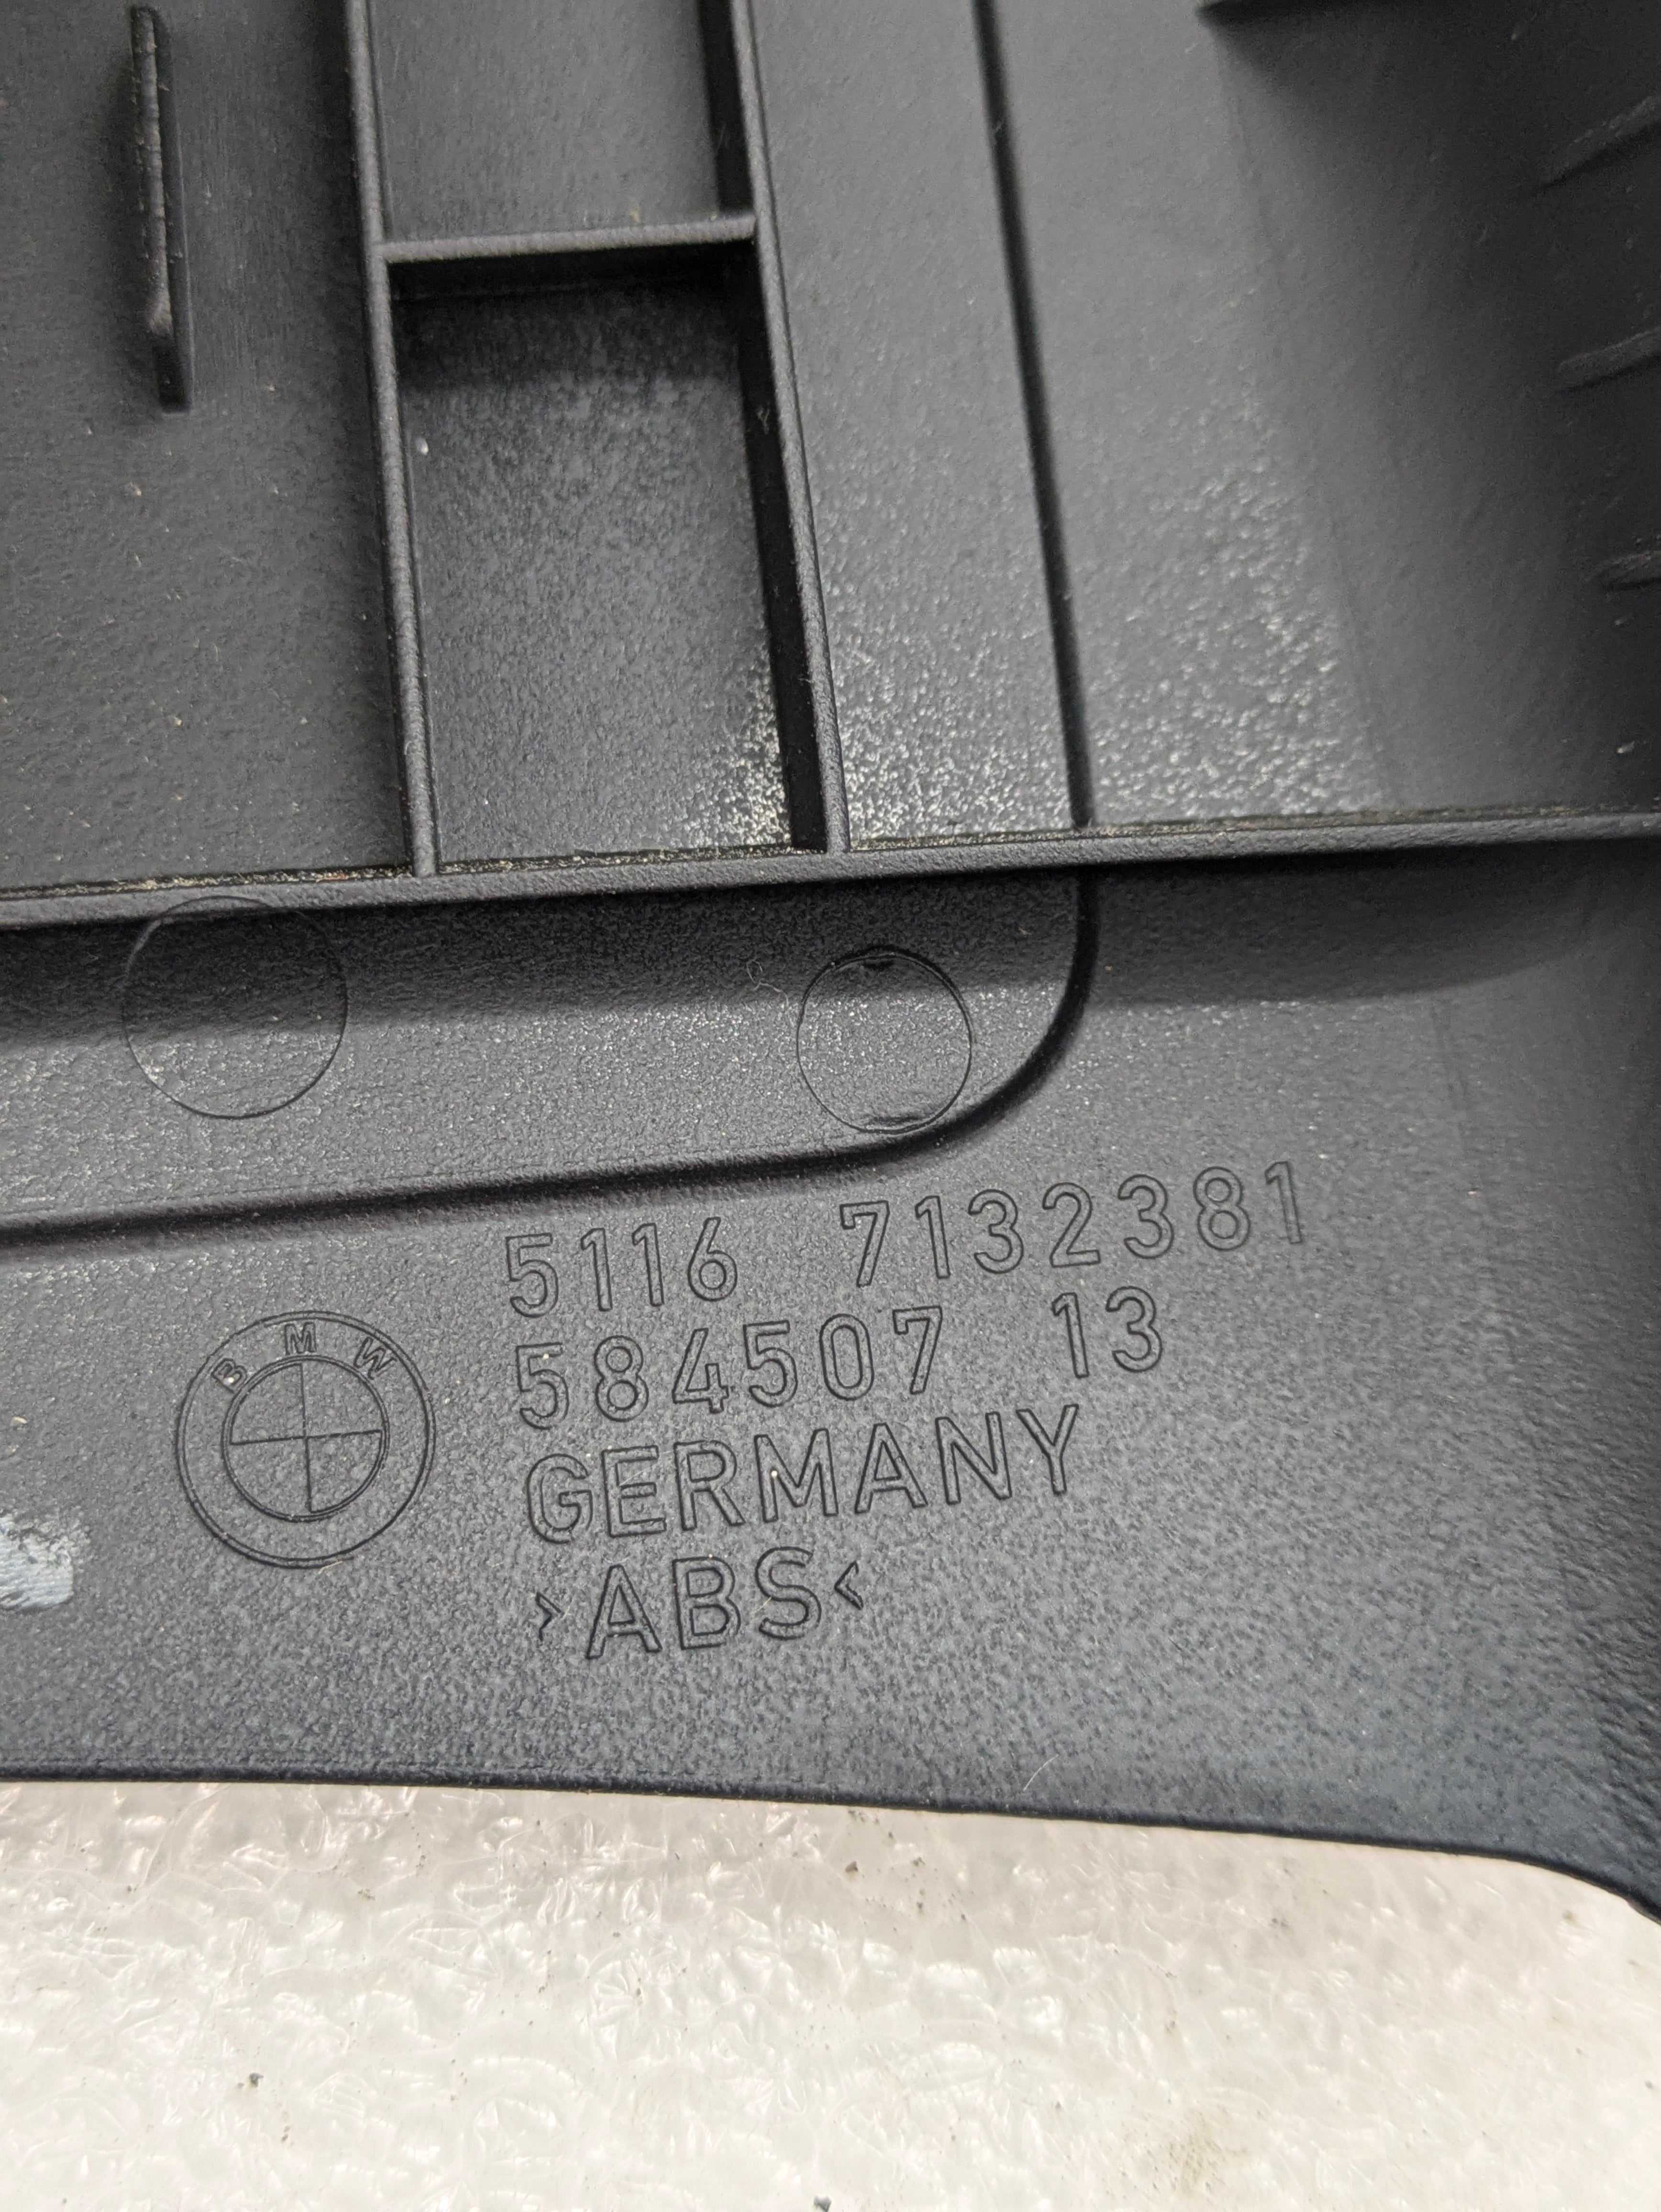 BMW
5116 7132381
584507 13
GERMANY
>ABS<